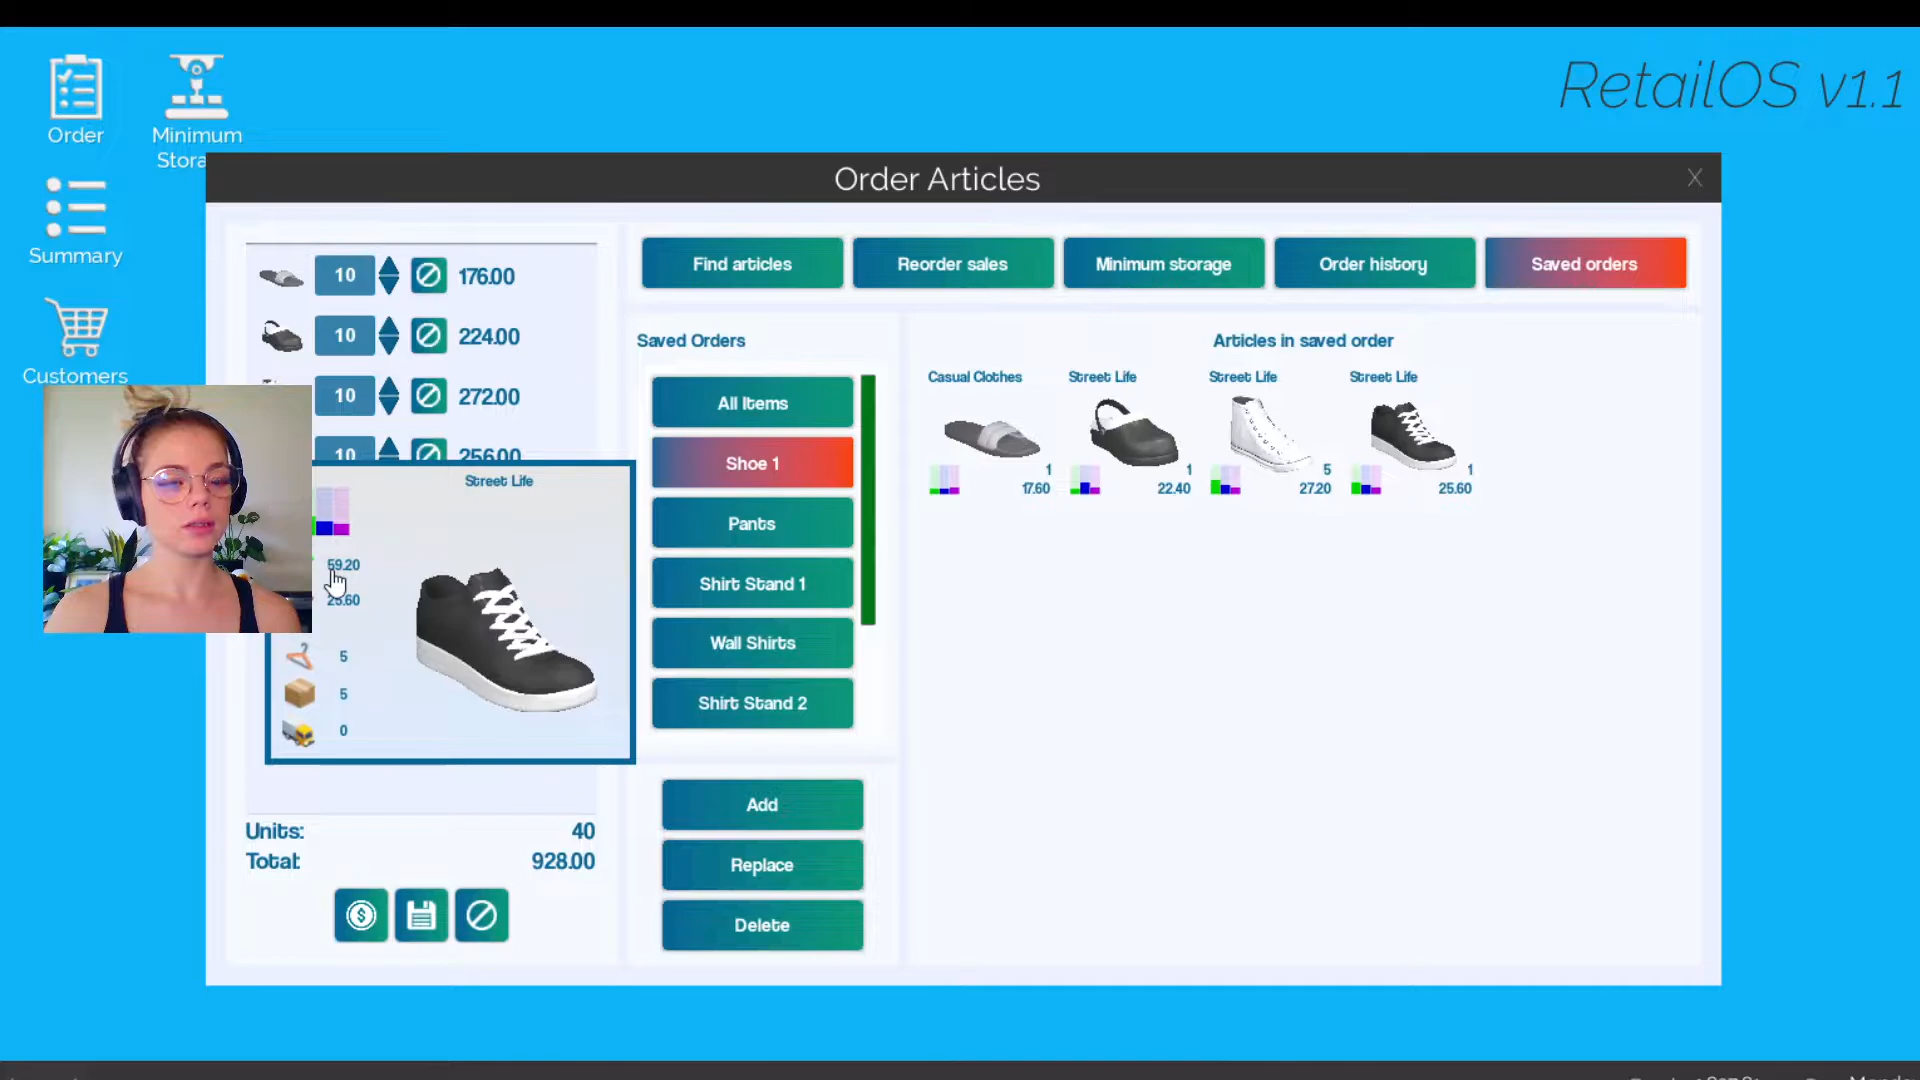 RetailOS v1.1
Order
Minimum
Stora
Summary
Customers
Order Articles
X
10
176.00
10
224.00
10
272.00
10
256.00
Street Life
59.20
25.60
5
5
0
Units:
40
Total:
928.00
Find articles
Reorder sales
Minimum storage
Order history
Saved orders
Saved Orders
All Items
Shoe 1
Pants
Shirt Stand 1
Wall Shirts
Shirt Stand 2
Add
Replace
Delete
Articles in saved order
Casual Clothes
1
17.60
Street Life
1
22.40
Street Life
5
27.20
Street Life
1
25.60